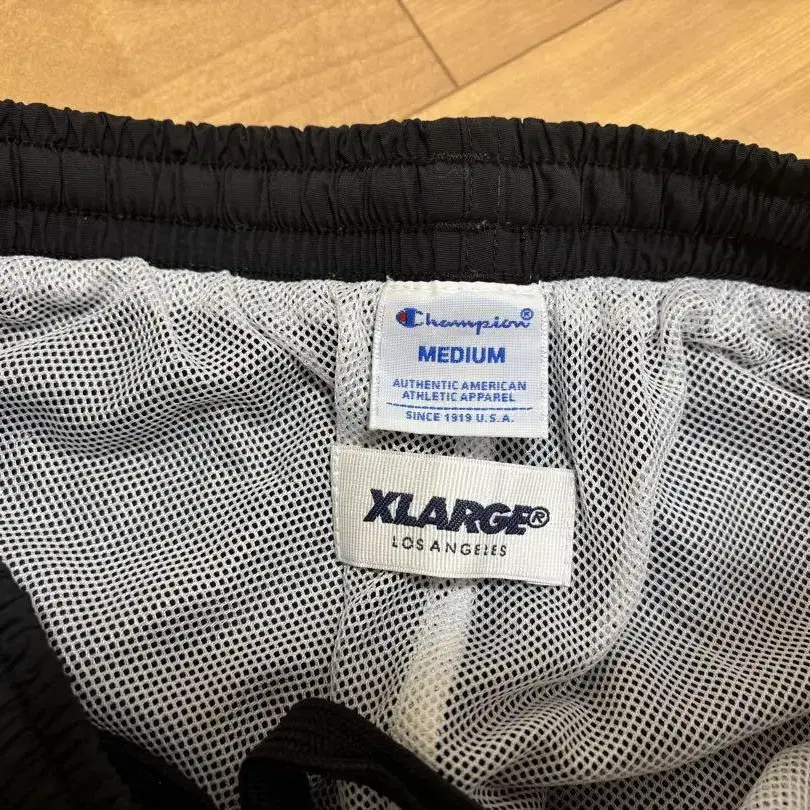 Champion®
MEDIUM
AUTHENTIC AMERICAN
ATHLETIC APPAREL
SINCE 1919 U.S.A.
XLARGE®
LOS ANGELES